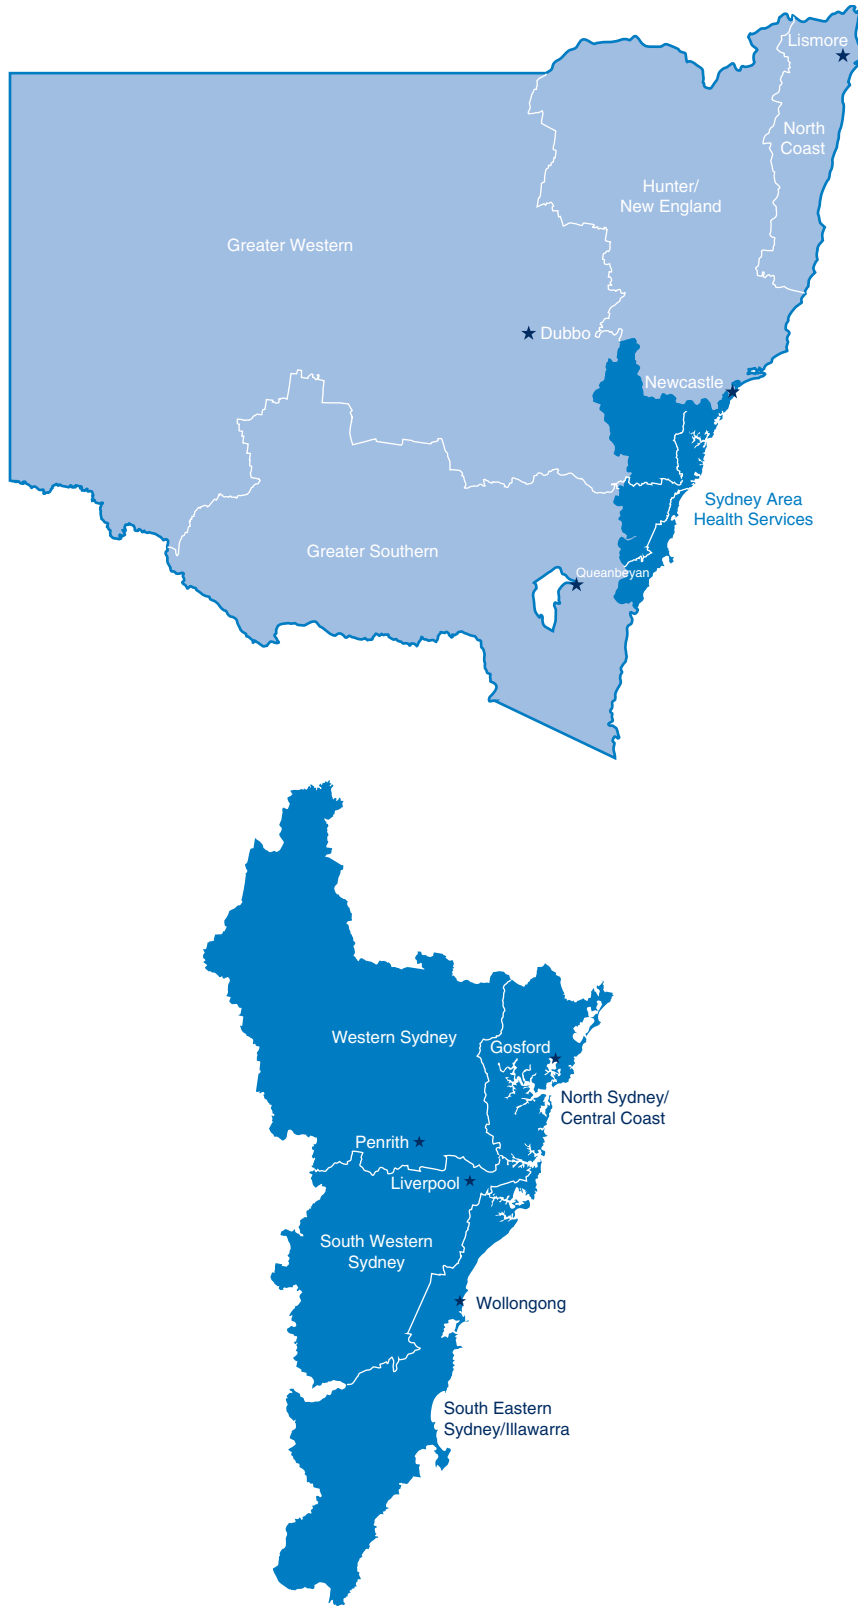 Lismore
North
Coast
Hunter/
New England
Greater Western
Dubbo
Newcastle
Sydney Area
Health Services
Greater Southern
Queanbeyan
Western Sydney
Gosford
North Sydney/
Central Coast
Penrith
Liverpool
South Western
Sydney
Wollongong
South Eastern
Sydney/Illawarra